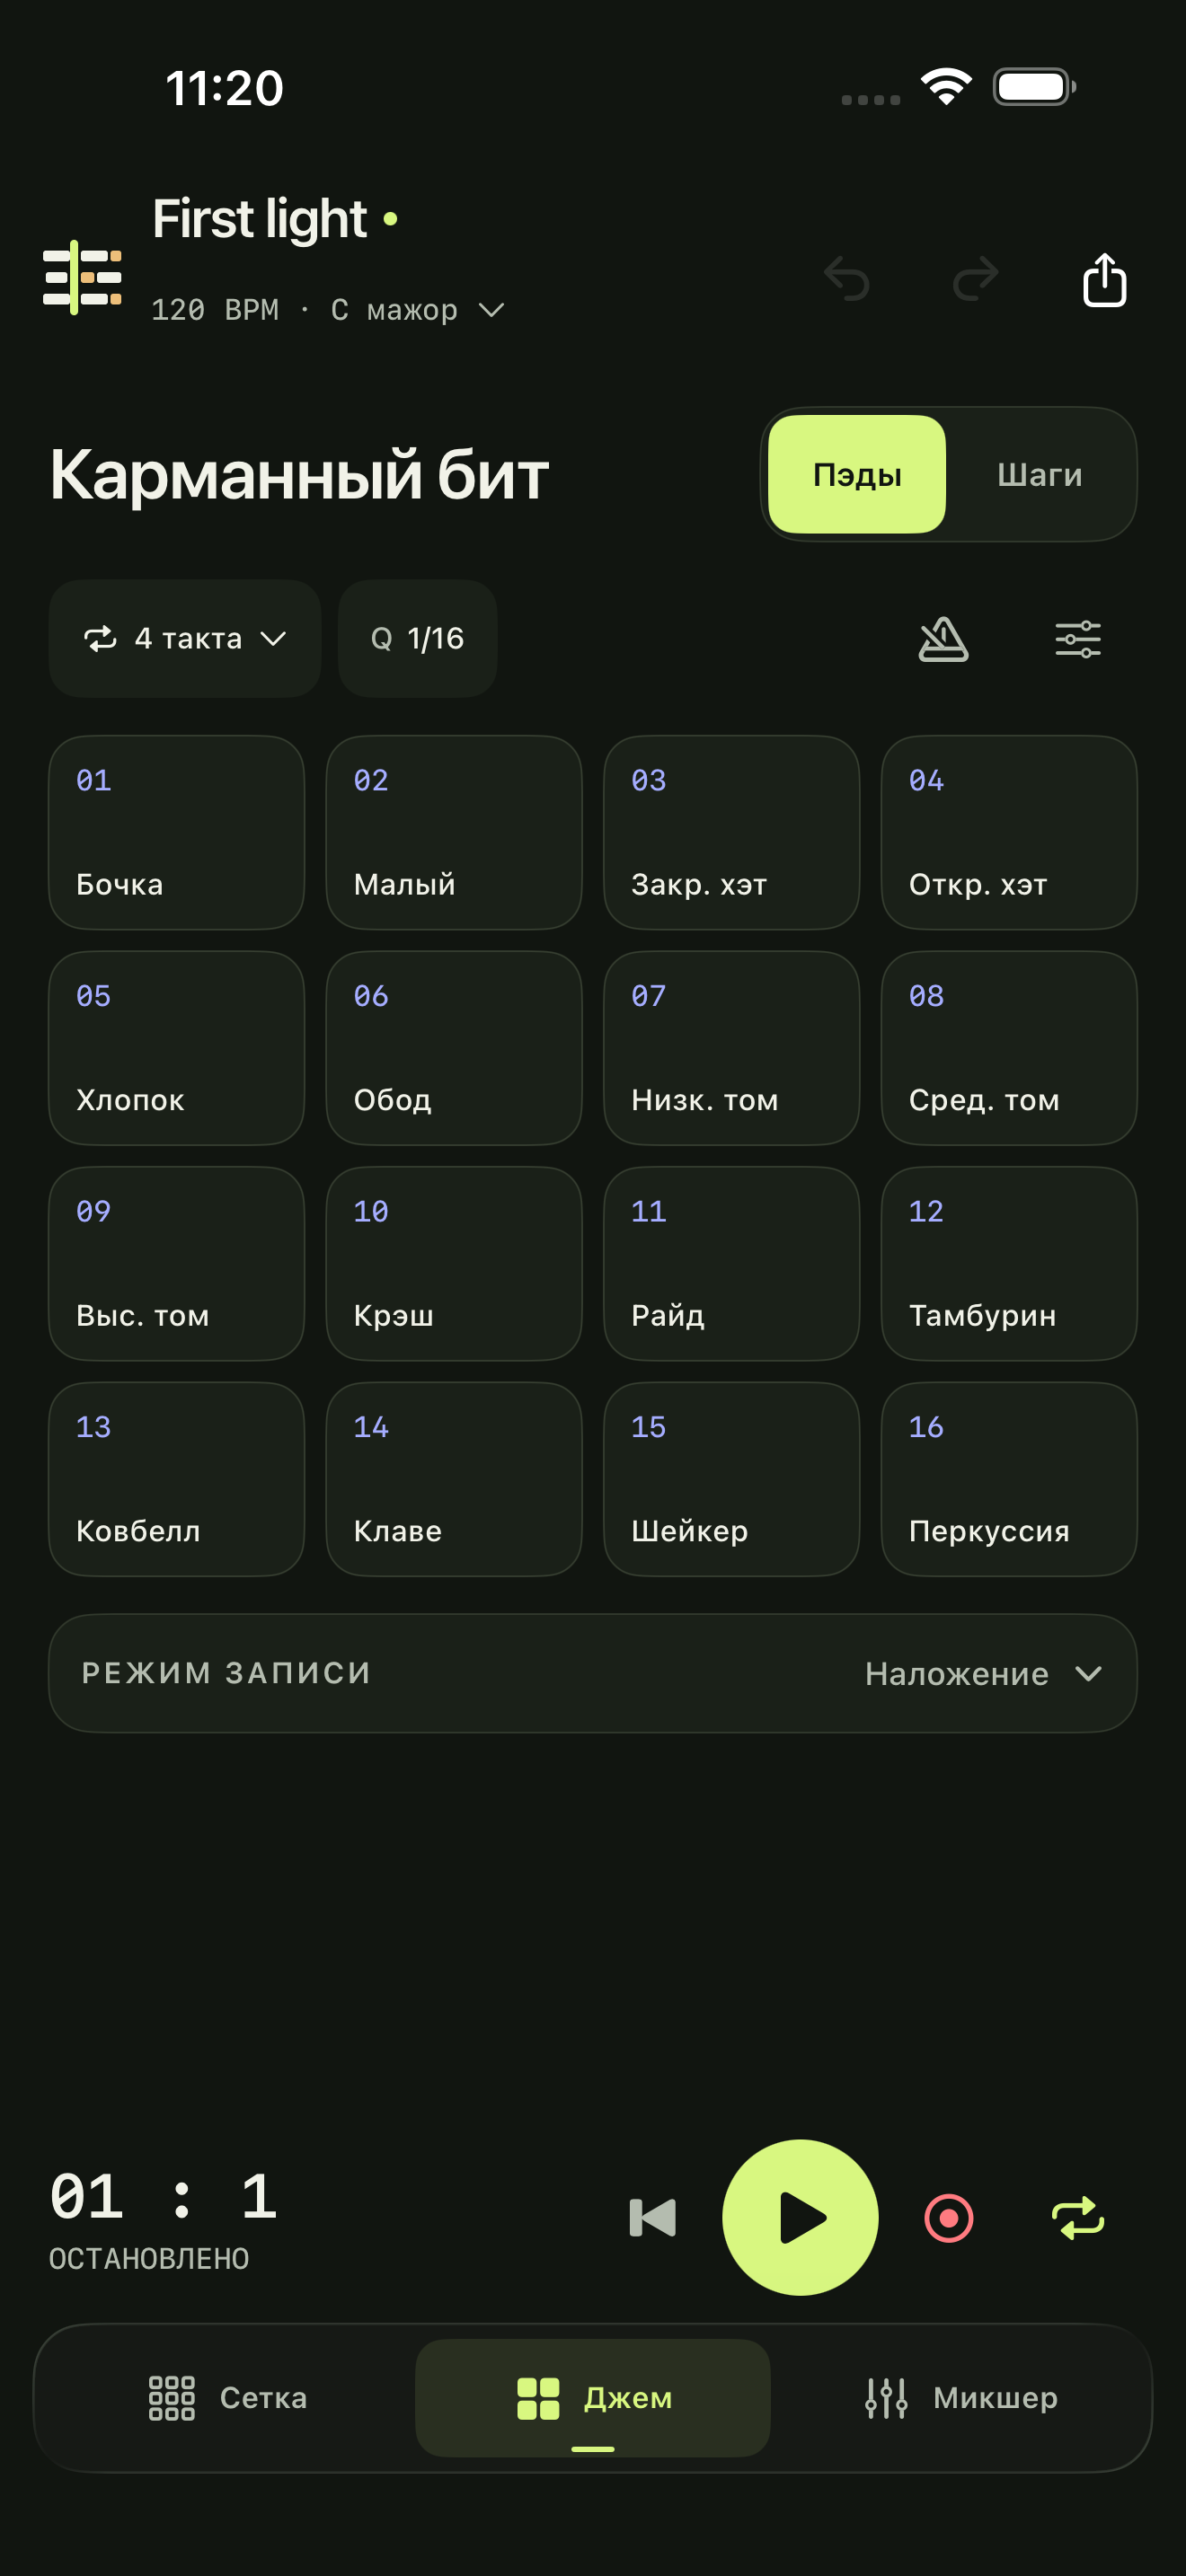 11:20
First light
120 BPM · C мажор
Карманный бит
Пэды Шаги
4 такта Q 1/16
01 02 03 04
Бочка Малый Закр. хэт Откр. хэт
05 06 07 08
Хлопок Обод Низк. том Сред. том
09 10 11 12
Выс. том Крэш Райд Тамбурин
13 14 15 16
Ковбелл Клаве Шейкер Перкуссия
РЕЖИМ ЗАПИСИ Наложение
01 : 1
ОСТАНОВЛЕНО
Сетка Джем Микшер